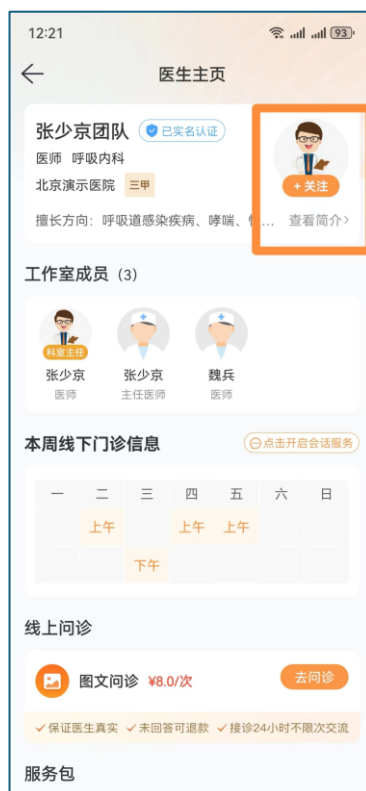 12:21 93
医生主页
张少京团队 已实名认证
医师 呼吸内科
北京演示医院 三甲
+关注
擅长方向：呼吸道感染疾病、哮喘、... 查看简介>
工作室成员（3）
科室主任
张少京 张少京 魏兵
医师 主任医师 医师
本周线下门诊信息 点击开启会话服务
一 二 三 四 五 六 日
上午 上午 上午
下午
线上问诊
图文问诊 ¥8.0/次 去问诊
保证医生真实 未回答可退款 接诊24小时不限次交流
服务包